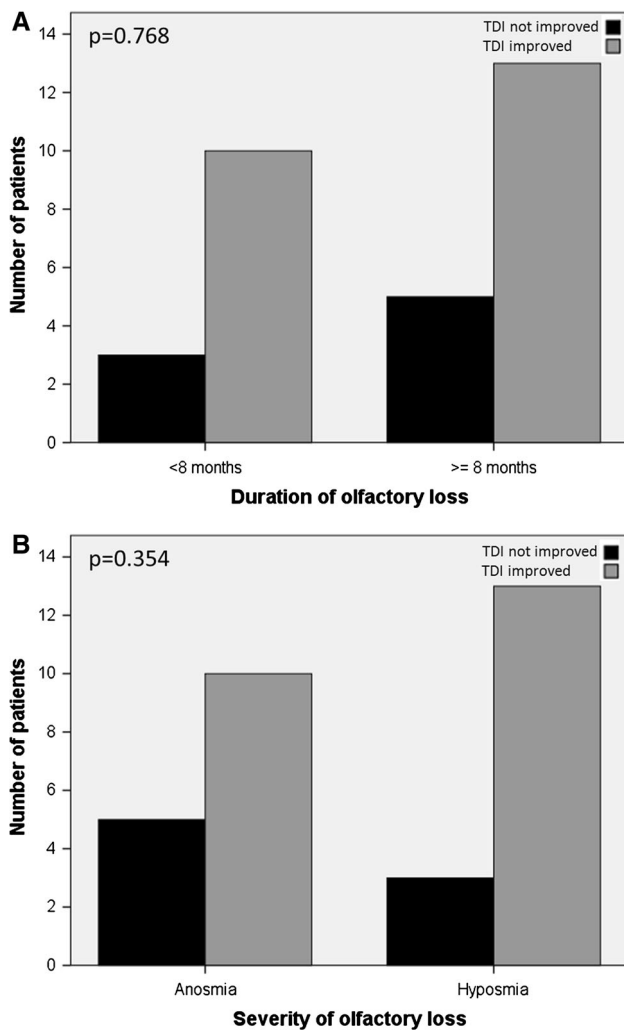 A
p=0.768
TDI not improved
TDI improved
14
12
10
8
6
4
2
0
Number of patients
<8 months
>= 8 months
Duration of olfactory loss
B
p=0.354
TDI not improved
TDI improved
14
12
10
8
6
4
2
0
Number of patients
Anosmia
Hyposmia
Severity of olfactory loss